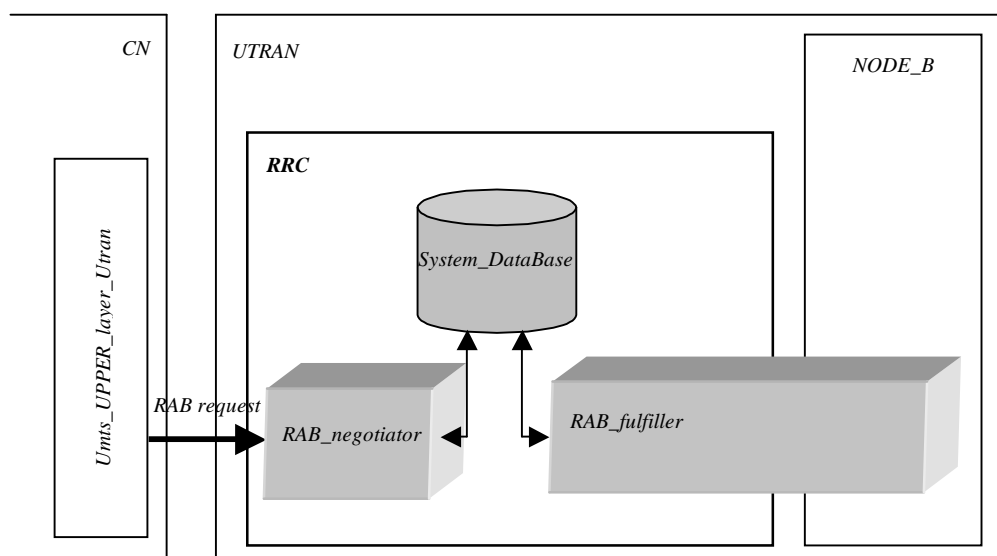 CN
UTRAN
NODE_B
RRC
System_DataBase
Umts_UPPER_layer_Utran
RAB request
RAB_negotiator
RAB_fulfiller